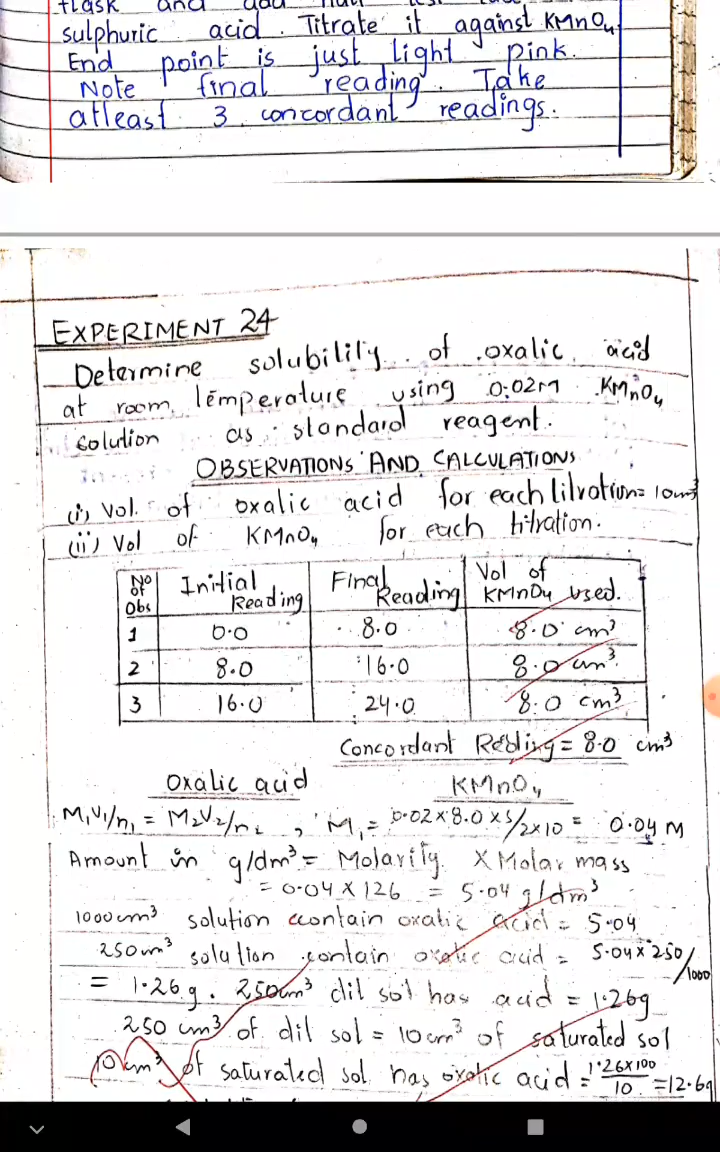 flask and add half test
sulphuric acid. Titrate it against KMnO₄.
End point is just light pink.
Note final reading. Take
atleast 3 concordant readings.
EXPERIMENT 24
Determine solubility of oxalic acid
at room temperature using 0.02M KMnO₄
solution as standard reagent.
OBSERVATIONS AND CALCULATIONS
(i) Vol. of oxalic acid for each titration = 10cm³
(ii) Vol of KMnO₄ for each titration.
No of Obs | Initial Reading | Final Reading | Vol of KMnO₄ used.
1 | 0.0 | 8.0 | 8.0 cm³
2 | 8.0 | 16.0 | 8.0 cm³
3 | 16.0 | 24.0 | 8.0 cm³
Concordant Reading = 8.0 cm³
Oxalic acid KMnO₄
M₁V₁/n₁ = M₂V₂/n₂ , M₁ = 0.02 x 8.0 x 5/2x10 = 0.04 M
Amount in g/dm³ = Molarity X Molar mass
= 0.04 X 126 = 5.04 g/dm³
1000cm³ solution contain oxalic acid = 5.04
250cm³ solution contain oxalic acid = 5.04 x 250/1000
= 1.26 g. 250cm³ dil sol has acid = 1.26g
250 cm³ of dil sol = 10cm³ of saturated sol
10cm³ of saturated sol has oxalic acid = 1.26x100/10 = 12.6g